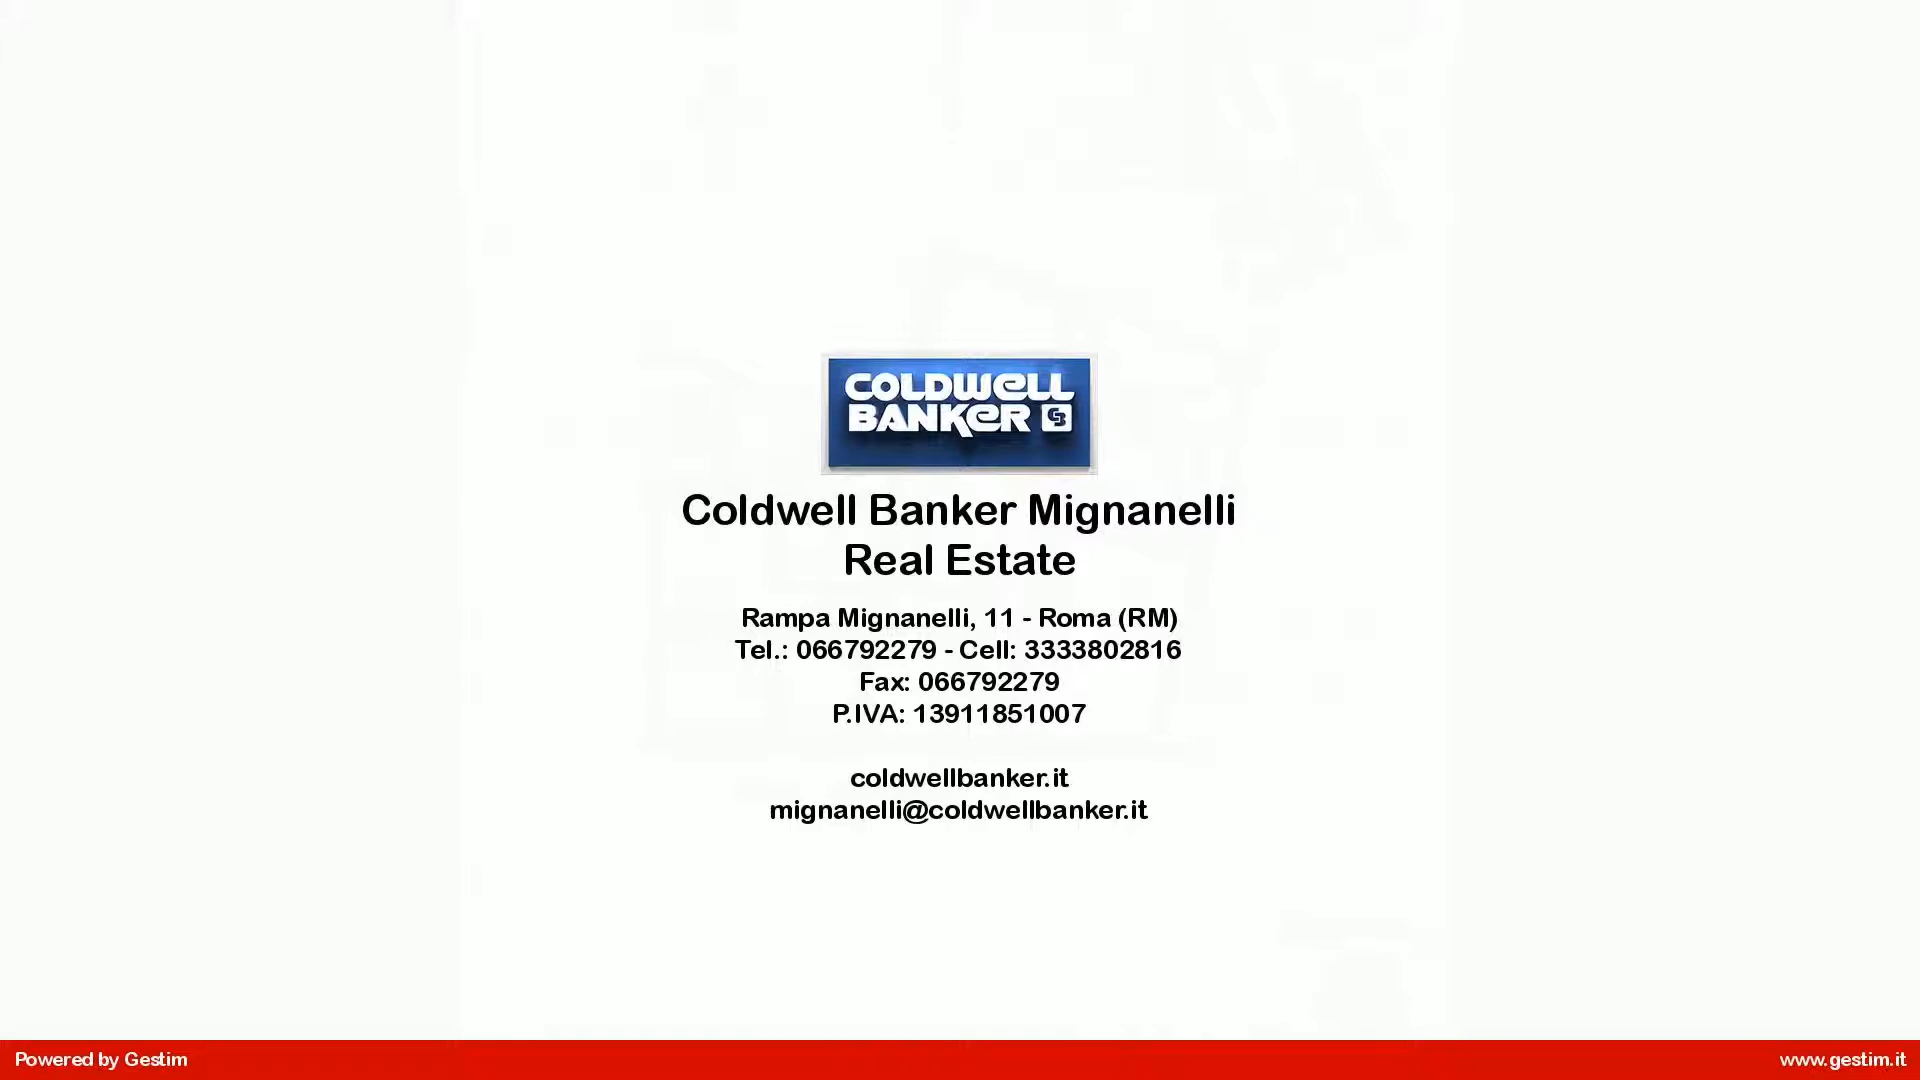 COLDWELL
BANKER CB
Coldwell Banker Mignanelli
Real Estate
Rampa Mignanelli, 11 - Roma (RM)
Tel.: 066792279 - Cell: 3333802816
Fax: 066792279
P.IVA: 13911851007
coldwellbanker.it
mignanelli@coldwellbanker.it
Powered by Gestim
www.gestim.it